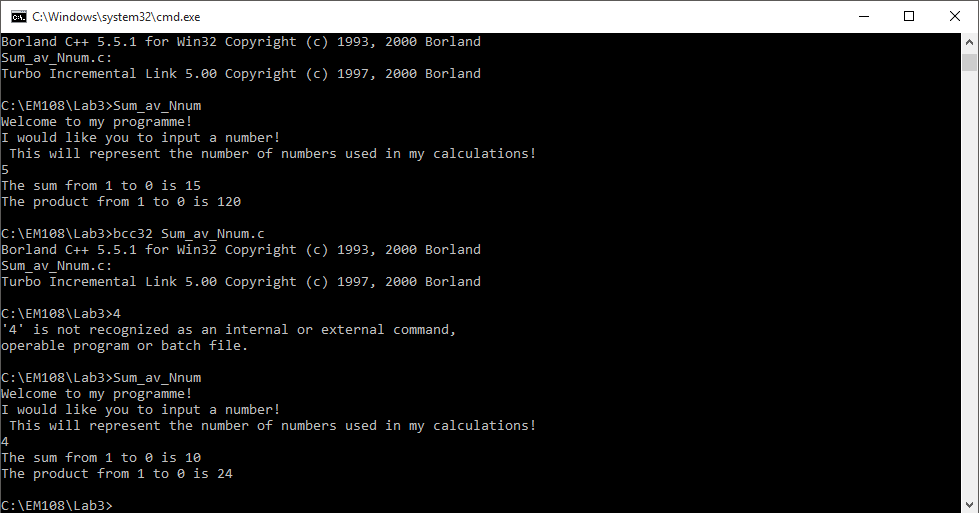 C:\Windows\system32\cmd.exe
Borland C++ 5.5.1 for Win32 Copyright (c) 1993, 2000 Borland
Sum_av_Nnum.c:
Turbo Incremental Link 5.00 Copyright (c) 1997, 2000 Borland
C:\EM108\Lab3>Sum_av_Nnum
Welcome to my programme!
I would like you to input a number!
 This will represent the number of numbers used in my calculations!
5
The sum from 1 to 0 is 15
The product from 1 to 0 is 120
C:\EM108\Lab3>bcc32 Sum_av_Nnum.c
Borland C++ 5.5.1 for Win32 Copyright (c) 1993, 2000 Borland
Sum_av_Nnum.c:
Turbo Incremental Link 5.00 Copyright (c) 1997, 2000 Borland
C:\EM108\Lab3>4
'4' is not recognized as an internal or external command,
operable program or batch file.
C:\EM108\Lab3>Sum_av_Nnum
Welcome to my programme!
I would like you to input a number!
 This will represent the number of numbers used in my calculations!
4
The sum from 1 to 0 is 10
The product from 1 to 0 is 24
C:\EM108\Lab3>